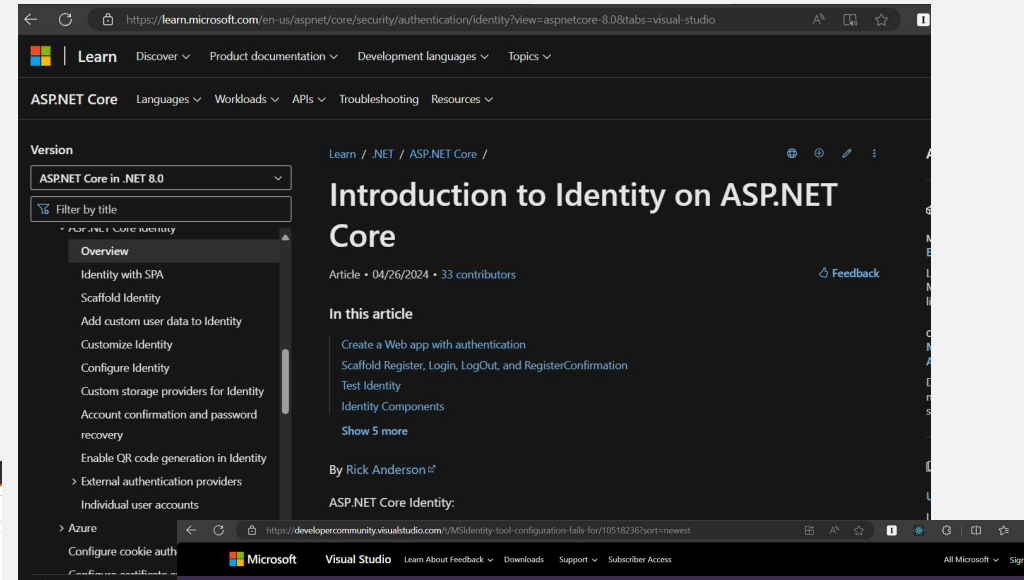 https://learn.microsoft.com/en-us/aspnet/core/security/authentication/identity?view=aspnetcore-8.0&tabs=visual-studio
Learn Discover Product documentation Development languages Topics
ASP.NET Core Languages Workloads APIs Troubleshooting Resources
Version
ASP.NET Core in .NET 8.0
Filter by title
ASP.NET Core Identity
Overview
Identity with SPA
Scaffold Identity
Add custom user data to Identity
Customize Identity
Configure Identity
Custom storage providers for Identity
Account confirmation and password
recovery
Enable QR code generation in Identity
External authentication providers
Individual user accounts
Azure
Configure cookie auth
Learn / .NET / ASP.NET Core /
Introduction to Identity on ASP.NET
Core
Article • 04/26/2024 • 33 contributors
Feedback
In this article
Create a Web app with authentication
Scaffold Register, Login, LogOut, and RegisterConfirmation
Test Identity
Identity Components
Show 5 more
By Rick Anderson
ASP.NET Core Identity:
https://developercommunity.visualstudio.com/t/MSIdentity-tool-configuration-fails-for/10518236?sort=newest
Microsoft Visual Studio Learn About Feedback Downloads Support Subscriber Access All Microsoft Sign